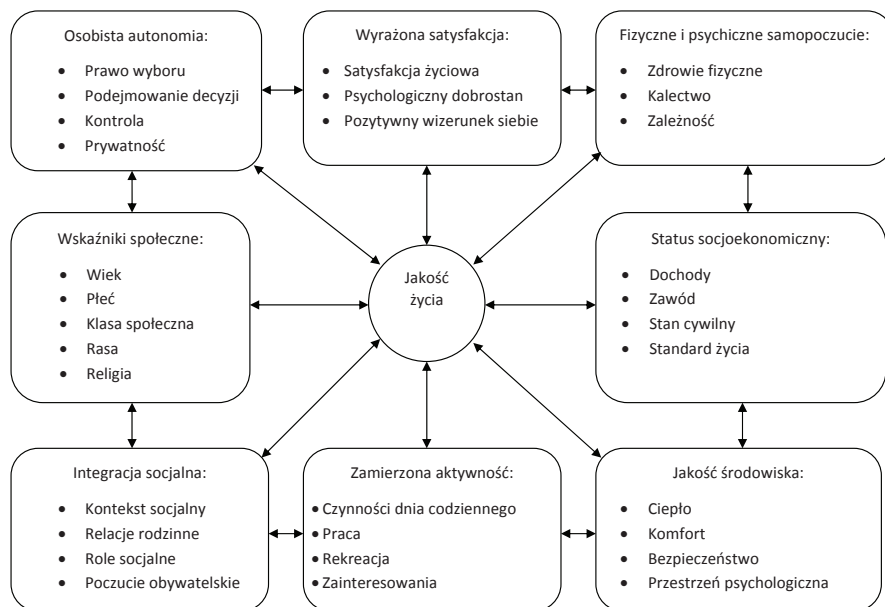 Osobista autonomia:
• Prawo wyboru
• Podejmowanie decyzji
• Kontrola
• Prywatność
Wyrażona satysfakcja:
• Satysfakcja życiowa
• Psychologiczny dobrostan
• Pozytywny wizerunek siebie
Fizyczne i psychiczne samopoczucie:
• Zdrowie fizyczne
• Kalectwo
• Zależność
Wskaźniki społeczne:
• Wiek
• Płeć
• Klasa społeczna
• Rasa
• Religia
Jakość
życia
Status socjoekonomiczny:
• Dochody
• Zawód
• Stan cywilny
• Standard życia
Integracja socjalna:
• Kontekst socjalny
• Relacje rodzinne
• Role socjalne
• Poczucie obywatelskie
Zamierzona aktywność:
• Czynności dnia codziennego
• Praca
• Rekreacja
• Zainteresowania
Jakość środowiska:
• Ciepło
• Komfort
• Bezpieczeństwo
• Przestrzeń psychologiczna